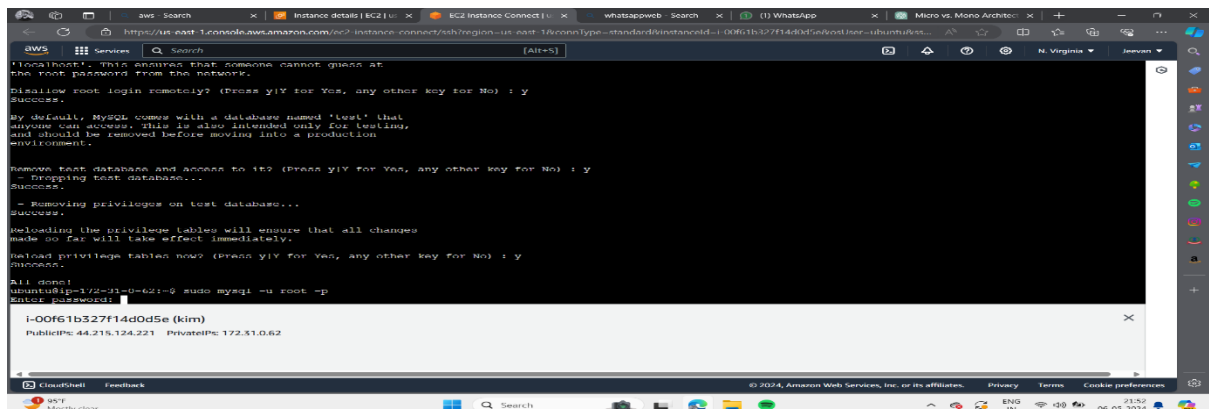 aws - Search
Instance details | EC2 | us
EC2 Instance Connect | u
whatsappweb - Search
(1) WhatsApp
Micro vs. Mono Architect
https://us-east-1.console.aws.amazon.com/ec2-instance-connect/ssh?region=us-east-1&connType=standard&instanceId=i-00f61b327f14d0d5e&osUser=ubuntu&ss...
aws
Services
Search
[Alt+S]
N. Virginia
Jeevan
'localhost'. This ensures that someone cannot guess at
the root password from the network.
Disallow root login remotely? (Press y|Y for Yes, any other key for No) : y
Success.
By default, MySQL comes with a database named 'test' that
anyone can access. This is also intended only for testing,
and should be removed before moving into a production
environment.
Remove test database and access to it? (Press y|Y for Yes, any other key for No) : y
- Dropping test database...
Success.
- Removing privileges on test database...
Success.
Reloading the privilege tables will ensure that all changes
made so far will take effect immediately.
Reload privilege tables now? (Press y|Y for Yes, any other key for No) : y
Success.
All done!
ubuntu@ip-172-31-0-62:~$ sudo mysql -u root -p
Enter password:
i-00f61b327f14d0d5e (kim)
PublicIPs: 44.215.124.221 PrivateIPs: 172.31.0.62
CloudShell Feedback © 2024, Amazon Web Services, Inc. or its affiliates. Privacy Terms Cookie preferences
95°F
Mostly clear
Search
ENG
IN
21:52
06-05-2024